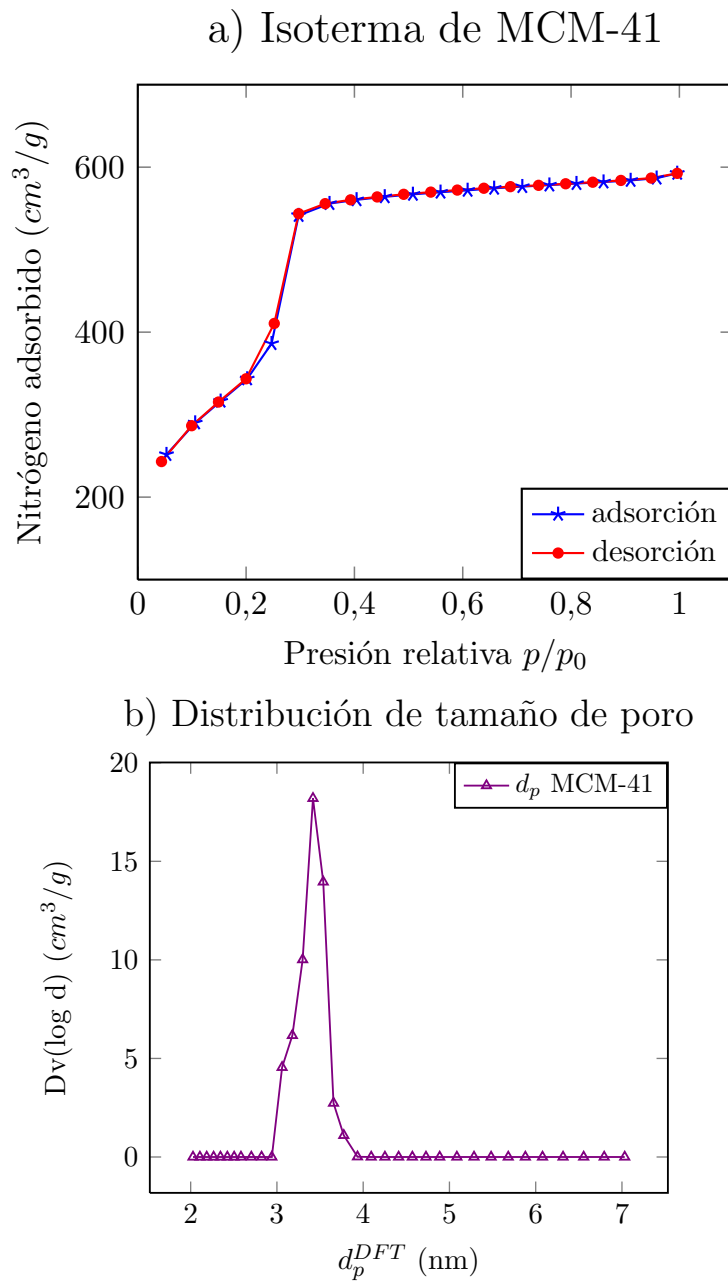 a) Isoterma de MCM-41
Nitrógeno adsorbido (cm³/g)
600
400
200
adsorción
desorción
0 0,2 0,4 0,6 0,8 1
Presión relativa p/p₀
b) Distribución de tamaño de poro
Dv(log d) (cm³/g)
20
15
10
5
0
d_p MCM-41
2 3 4 5 6 7
d_p^{DFT} (nm)